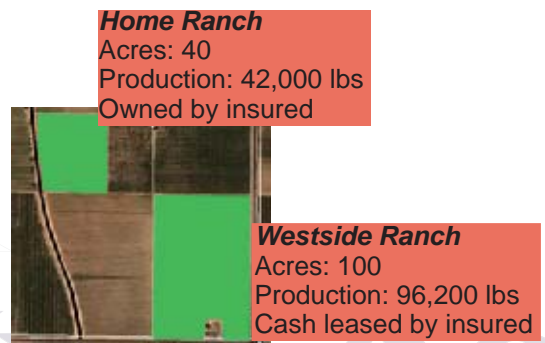 Home Ranch
Acres: 40
Production: 42,000 lbs
Owned by insured
Westside Ranch
Acres: 100
Production: 96,200 lbs
Cash leased by insured